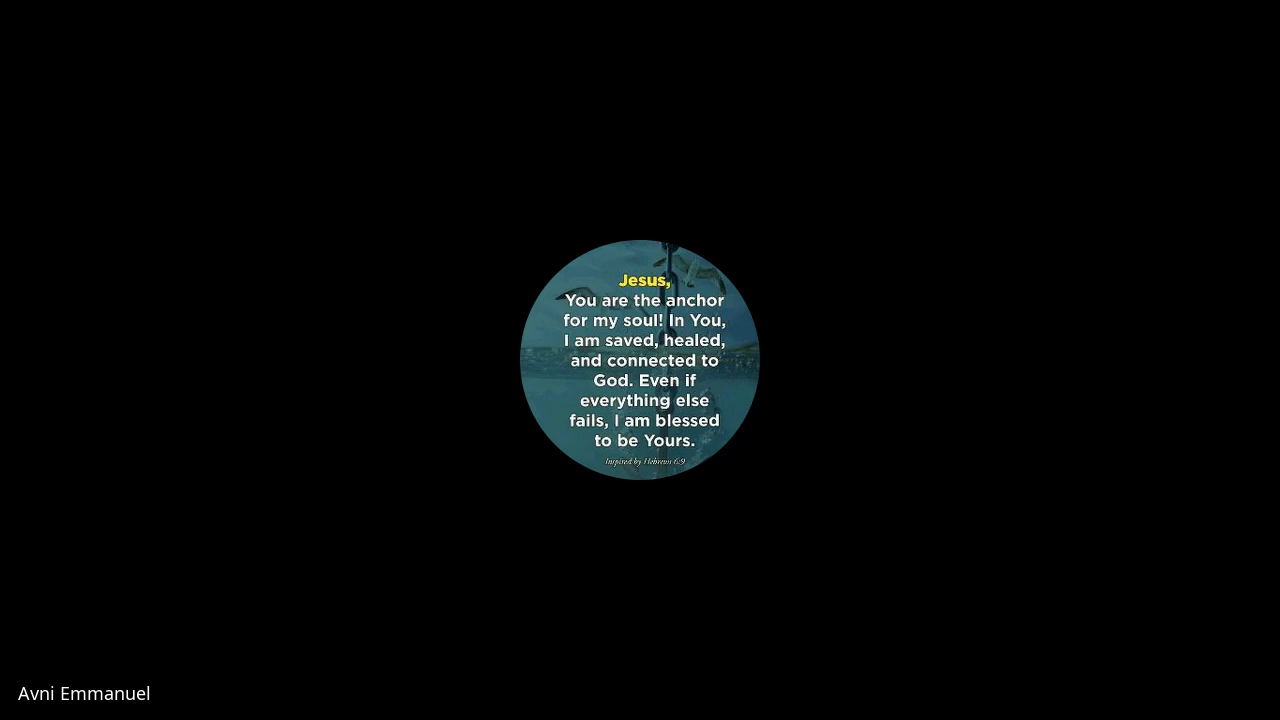 Jesus,
You are the anchor
for my soul! In You,
I am saved, healed,
and connected to
God. Even if
everything else
fails, I am blessed
to be Yours.
Inspired by Hebrews 6:9
Avni Emmanuel